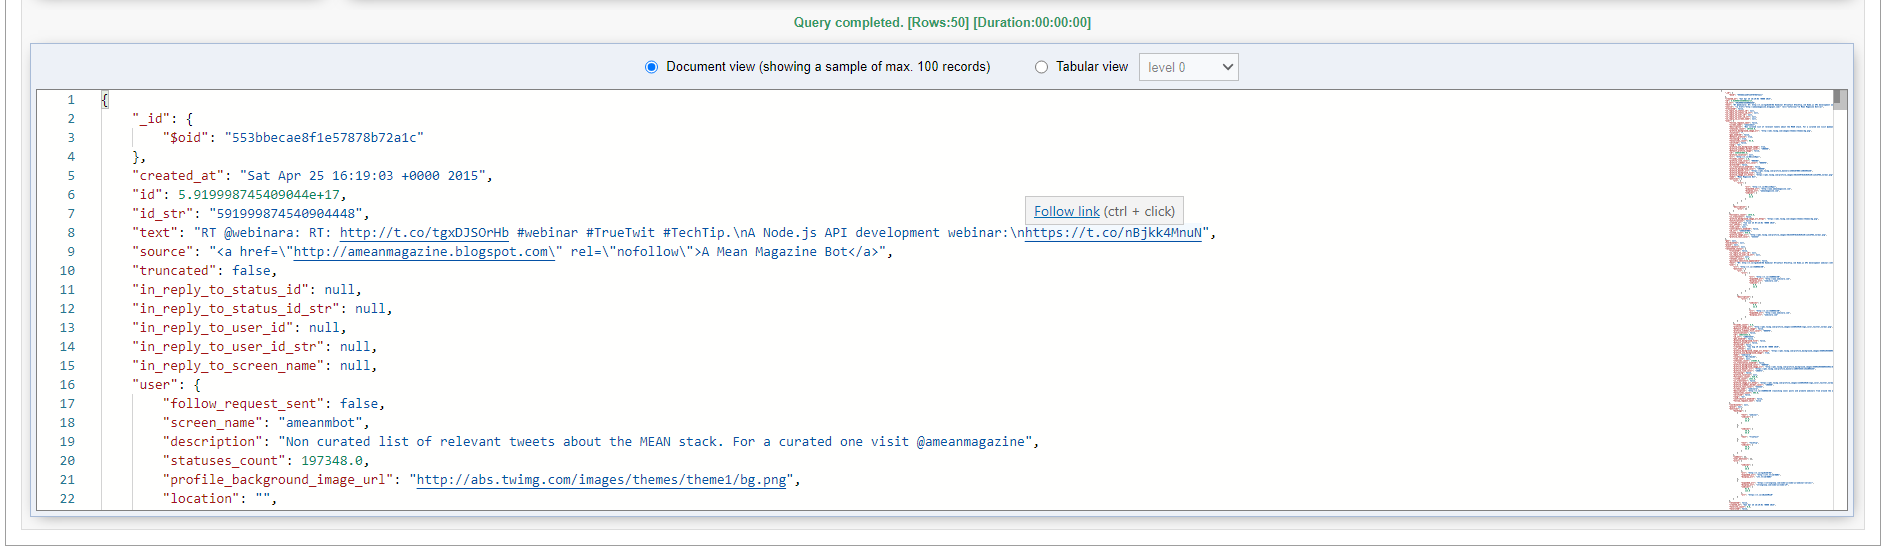 Query completed. [Rows:50] [Duration:00:00:00]
Document view (showing a sample of max. 100 records) Tabular view level 0
1 {
2 "_id": {
3 "$oid": "553bbecae8f1e57878b72a1c"
4 },
5 "created_at": "Sat Apr 25 16:19:03 +0000 2015",
6 "id": 5.919998745409044e+17,
7 "id_str": "591999874540904448",
Follow link (ctrl + click)
8 "text": "RT @webinara: RT: http://t.co/tgxDJSOrHb #webinar #TrueTwit #TechTip.\nA Node.js API development webinar:\nhttps://t.co/nBjkk4MnuN",
9 "source": "<a href=\"http://ameanmagazine.blogspot.com\" rel=\"nofollow\">A Mean Magazine Bot</a>",
10 "truncated": false,
11 "in_reply_to_status_id": null,
12 "in_reply_to_status_id_str": null,
13 "in_reply_to_user_id": null,
14 "in_reply_to_user_id_str": null,
15 "in_reply_to_screen_name": null,
16 "user": {
17 "follow_request_sent": false,
18 "screen_name": "ameanmbot",
19 "description": "Non curated list of relevant tweets about the MEAN stack. For a curated one visit @ameanmagazine",
20 "statuses_count": 197348.0,
21 "profile_background_image_url": "http://abs.twimg.com/images/themes/theme1/bg.png",
22 "location": "",